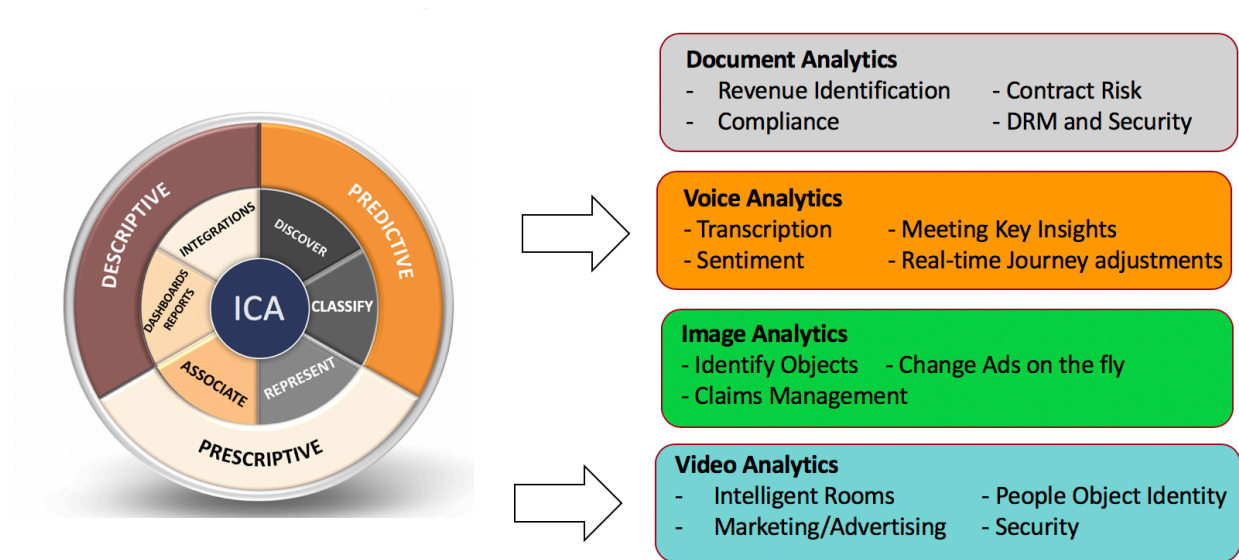 DESCRIPTIVE
PREDICTIVE
PRESCRIPTIVE
INTEGRATIONS
DISCOVER
CLASSIFY
REPRESENT
ASSOCIATE
DASHBOARDS
REPORTS
ICA
Document Analytics
- Revenue Identification - Contract Risk
- Compliance - DRM and Security
Voice Analytics
- Transcription - Meeting Key Insights
- Sentiment - Real-time Journey adjustments
Image Analytics
- Identify Objects - Change Ads on the fly
- Claims Management
Video Analytics
- Intelligent Rooms - People Object Identity
- Marketing/Advertising - Security